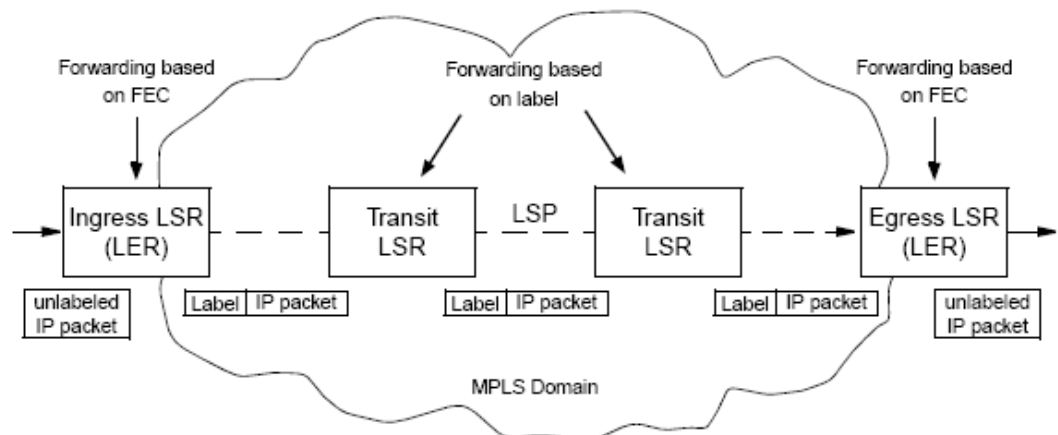 Forwarding based
on FEC
Forwarding based
on label
Forwarding based
on FEC
Ingress LSR
(LER)
Transit
LSR
LSP
Transit
LSR
Egress LSR
(LER)
unlabeled
IP packet
Label IP packet
Label IP packet
Label IP packet
unlabeled
IP packet
MPLS Domain